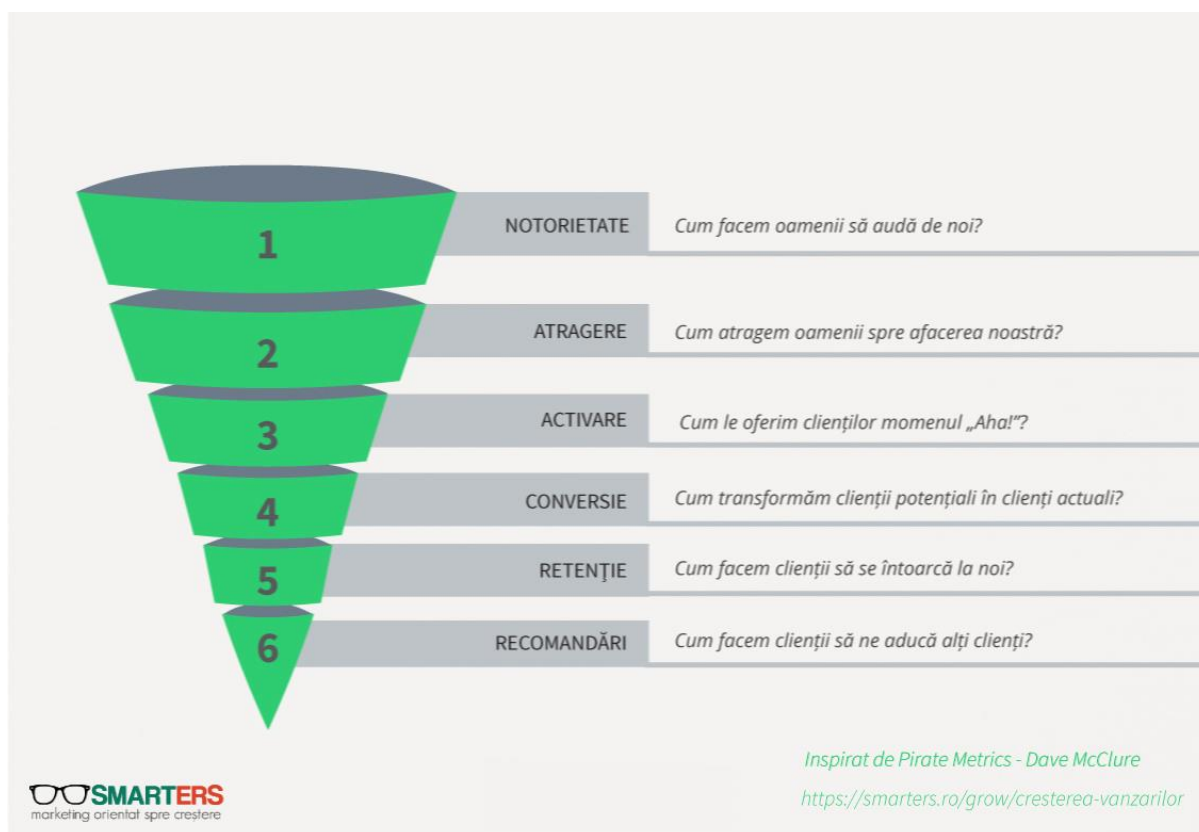 1
NOTORIETATE
Cum facem oamenii să audă de noi?
2
ATRAGERE
Cum atragem oamenii spre afacerea noastră?
3
ACTIVARE
Cum le oferim clienților momenul „Aha!”?
4
CONVERSIE
Cum transformăm clienții potențiali în clienți actuali?
5
RETENŢIE
Cum facem clienții să se întoarcă la noi?
6
RECOMANDĂRI
Cum facem clienții să ne aducă alți clienți?
Inspirat de Pirate Metrics - Dave McClure
https://smarters.ro/grow/cresterea-vanzarilor
SMARTERS
marketing orientat spre creștere